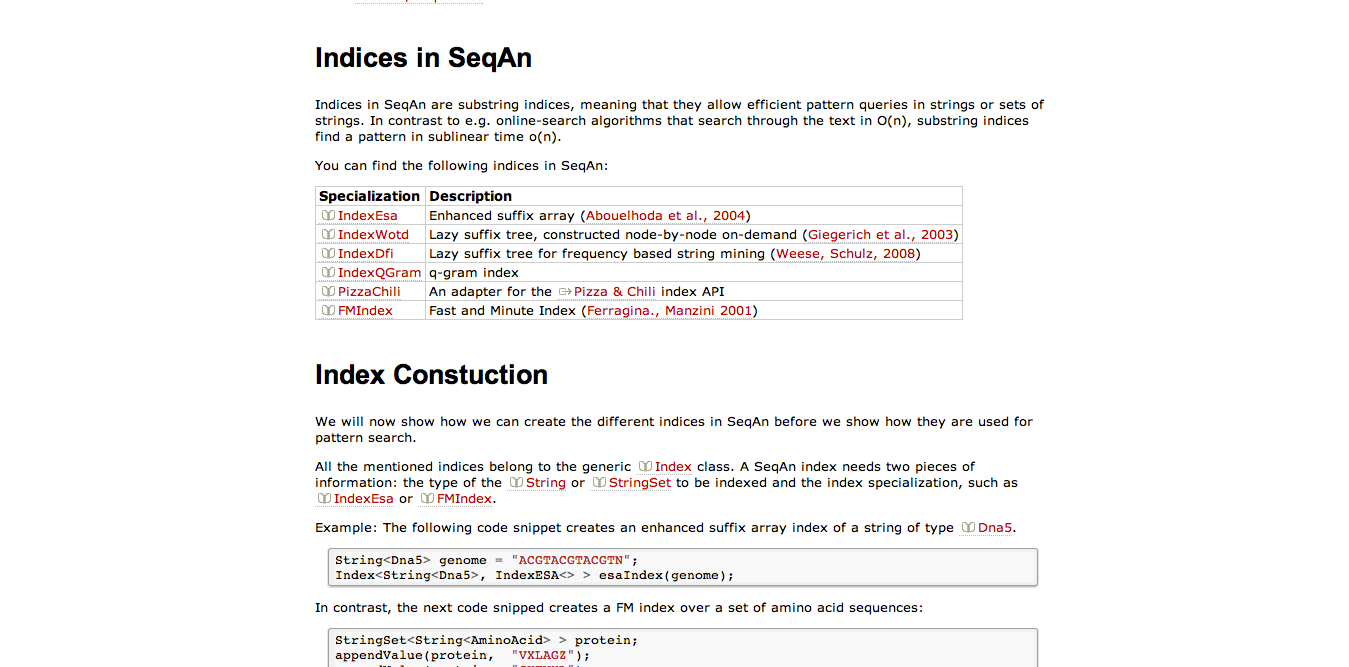 Indices in SeqAn
Indices in SeqAn are substring indices, meaning that they allow efficient pattern queries in strings or sets of
strings. In contrast to e.g. online-search algorithms that search through the text in O(n), substring indices
find a pattern in sublinear time o(n).
You can find the following indices in SeqAn:
Specialization Description
IndexEsa Enhanced suffix array (Abouelhoda et al., 2004)
IndexWotd Lazy suffix tree, constructed node-by-node on-demand (Giegerich et al., 2003)
IndexDfi Lazy suffix tree for frequency based string mining (Weese, Schulz, 2008)
IndexQGram q-gram index
PizzaChili An adapter for the Pizza & Chili index API
FMIndex Fast and Minute Index (Ferragina., Manzini 2001)
Index Constuction
We will now show how we can create the different indices in SeqAn before we show how they are used for
pattern search.
All the mentioned indices belong to the generic Index class. A SeqAn index needs two pieces of
information: the type of the String or StringSet to be indexed and the index specialization, such as
IndexEsa or FMIndex.
Example: The following code snippet creates an enhanced suffix array index of a string of type Dna5.
String<Dna5> genome = "ACGTACGTACGTN";
Index<String<Dna5>, IndexESA<> > esaIndex(genome);
In contrast, the next code snipped creates a FM index over a set of amino acid sequences:
StringSet<String<AminoAcid> > protein;
appendValue(protein, "VXLAGZ");